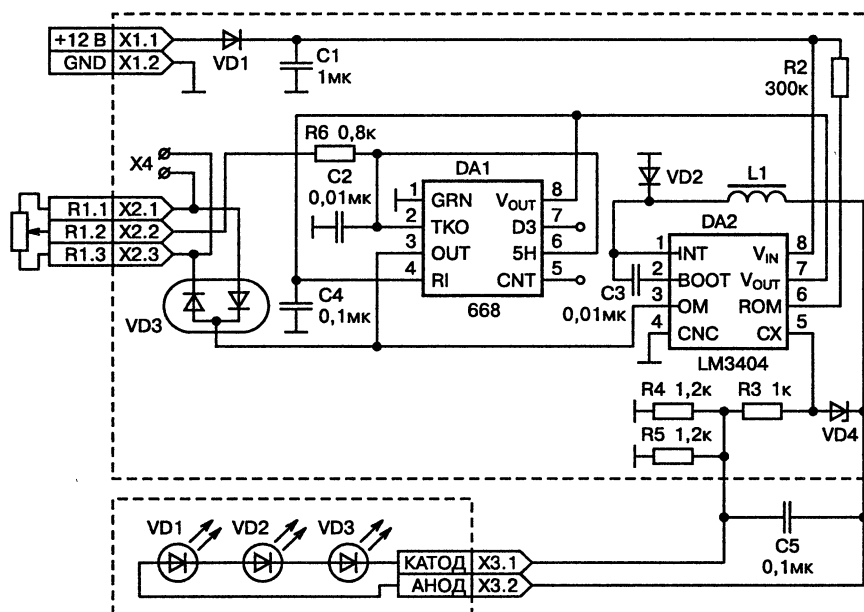 +12 В X1.1
GND X1.2
VD1
C1
1мк
R2
300к
X4
R6 0,8к
C2
0,01мк
DA1
1 GRN VOUT 8
2 TKO D3 7
3 OUT 5Н 6
4 RI CNT 5
668
VD2
L1
DA2
1 INT VIN 8
2 BOOT VOUT 7
3 OM ROM 6
4 CNC CX 5
LM3404
C3
0,01мк
R1.1 X2.1
R1.2 X2.2
R1.3 X2.3
VD3
C4
0,1мк
R4 1,2к
R3 1к
R5 1,2к
VD4
C5
0,1мк
VD1
VD2
VD3
КАТОД X3.1
АНОД X3.2